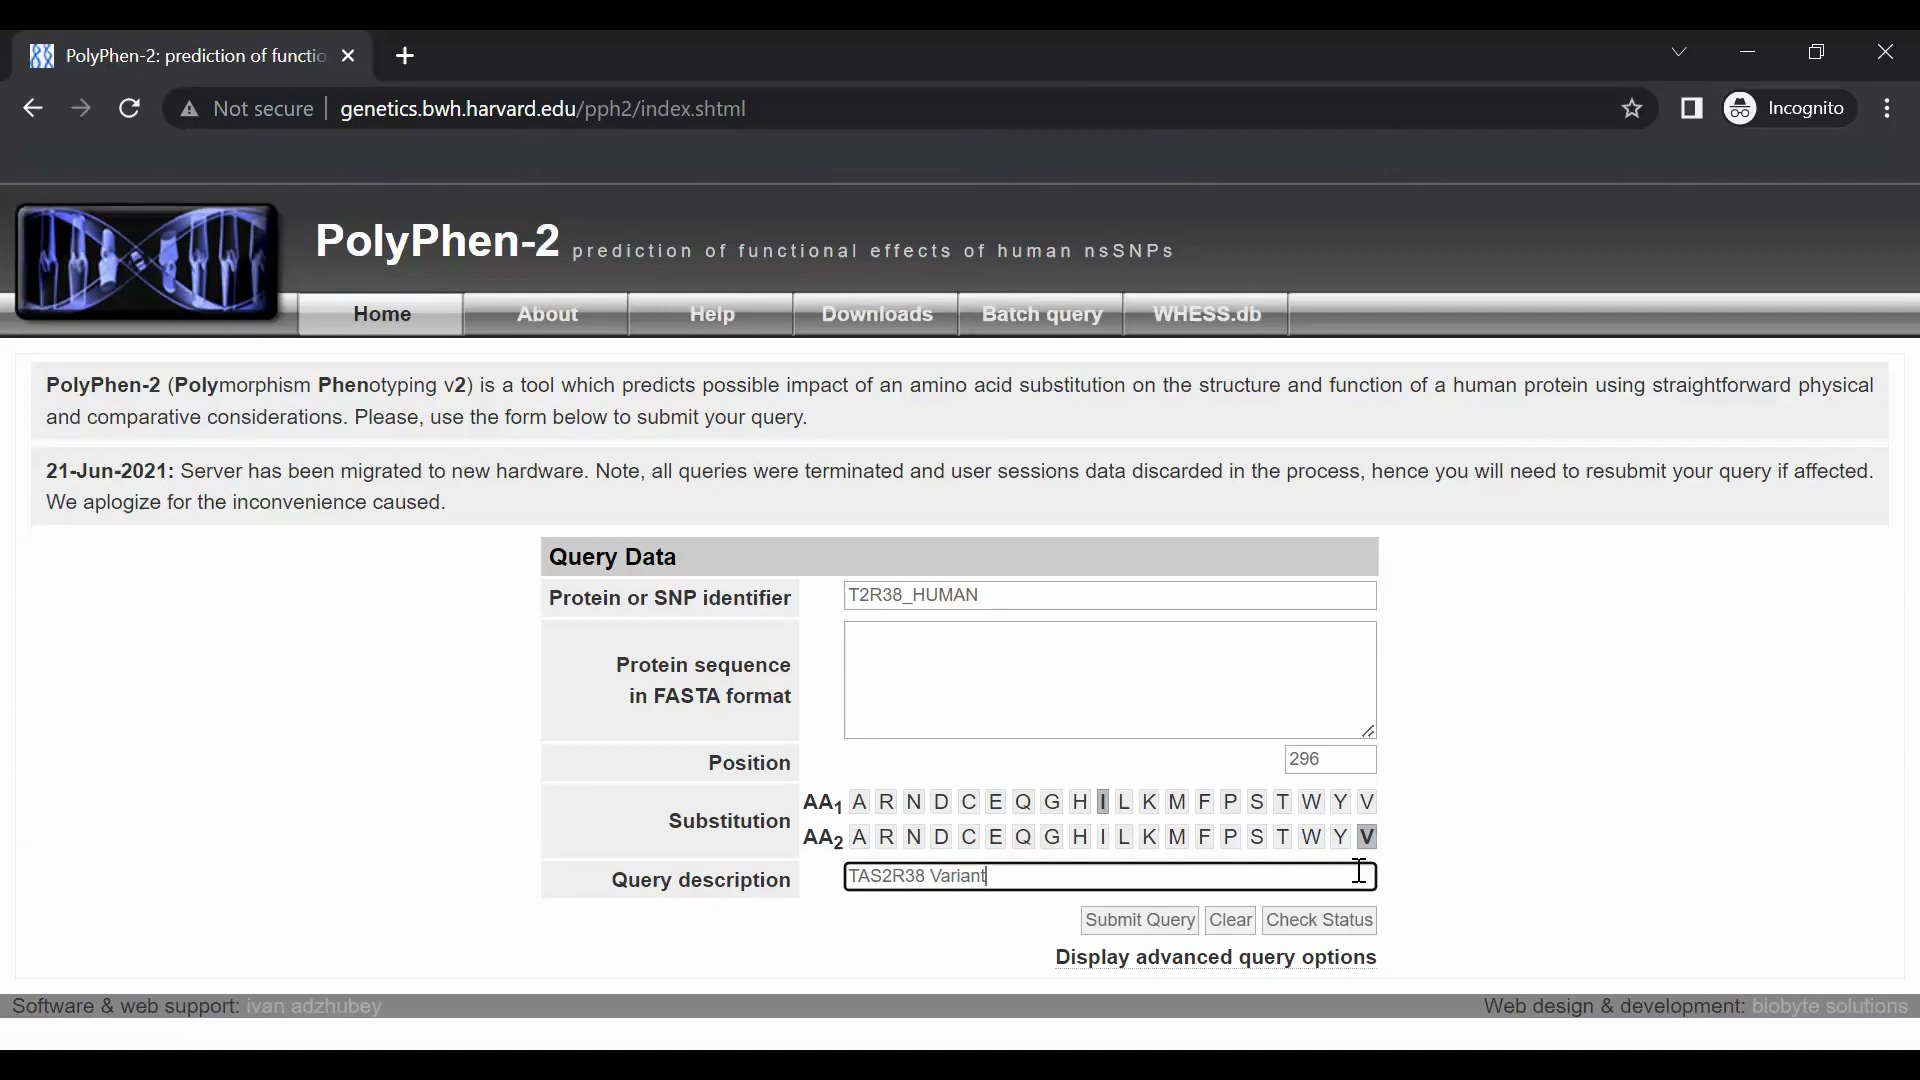 PolyPhen-2: prediction of functio
Not secure genetics.bwh.harvard.edu/pph2/index.shtml Incognito
PolyPhen-2 prediction of functional effects of human nsSNPs
Home About Help Downloads Batch query WHESS.db
PolyPhen-2 (Polymorphism Phenotyping v2) is a tool which predicts possible impact of an amino acid substitution on the structure and function of a human protein using straightforward physical
and comparative considerations. Please, use the form below to submit your query.
21-Jun-2021: Server has been migrated to new hardware. Note, all queries were terminated and user sessions data discarded in the process, hence you will need to resubmit your query if affected.
We aplogize for the inconvenience caused.
Query Data
Protein or SNP identifier T2R38_HUMAN
Protein sequence
in FASTA format
Position 296
AA1 A R N D C E Q G H I L K M F P S T W Y V
Substitution
AA2 A R N D C E Q G H I L K M F P S T W Y V
Query description TAS2R38 Variant
Submit Query Clear Check Status
Display advanced query options
Software & web support: ivan adzhubey Web design & development: biobyte solutions